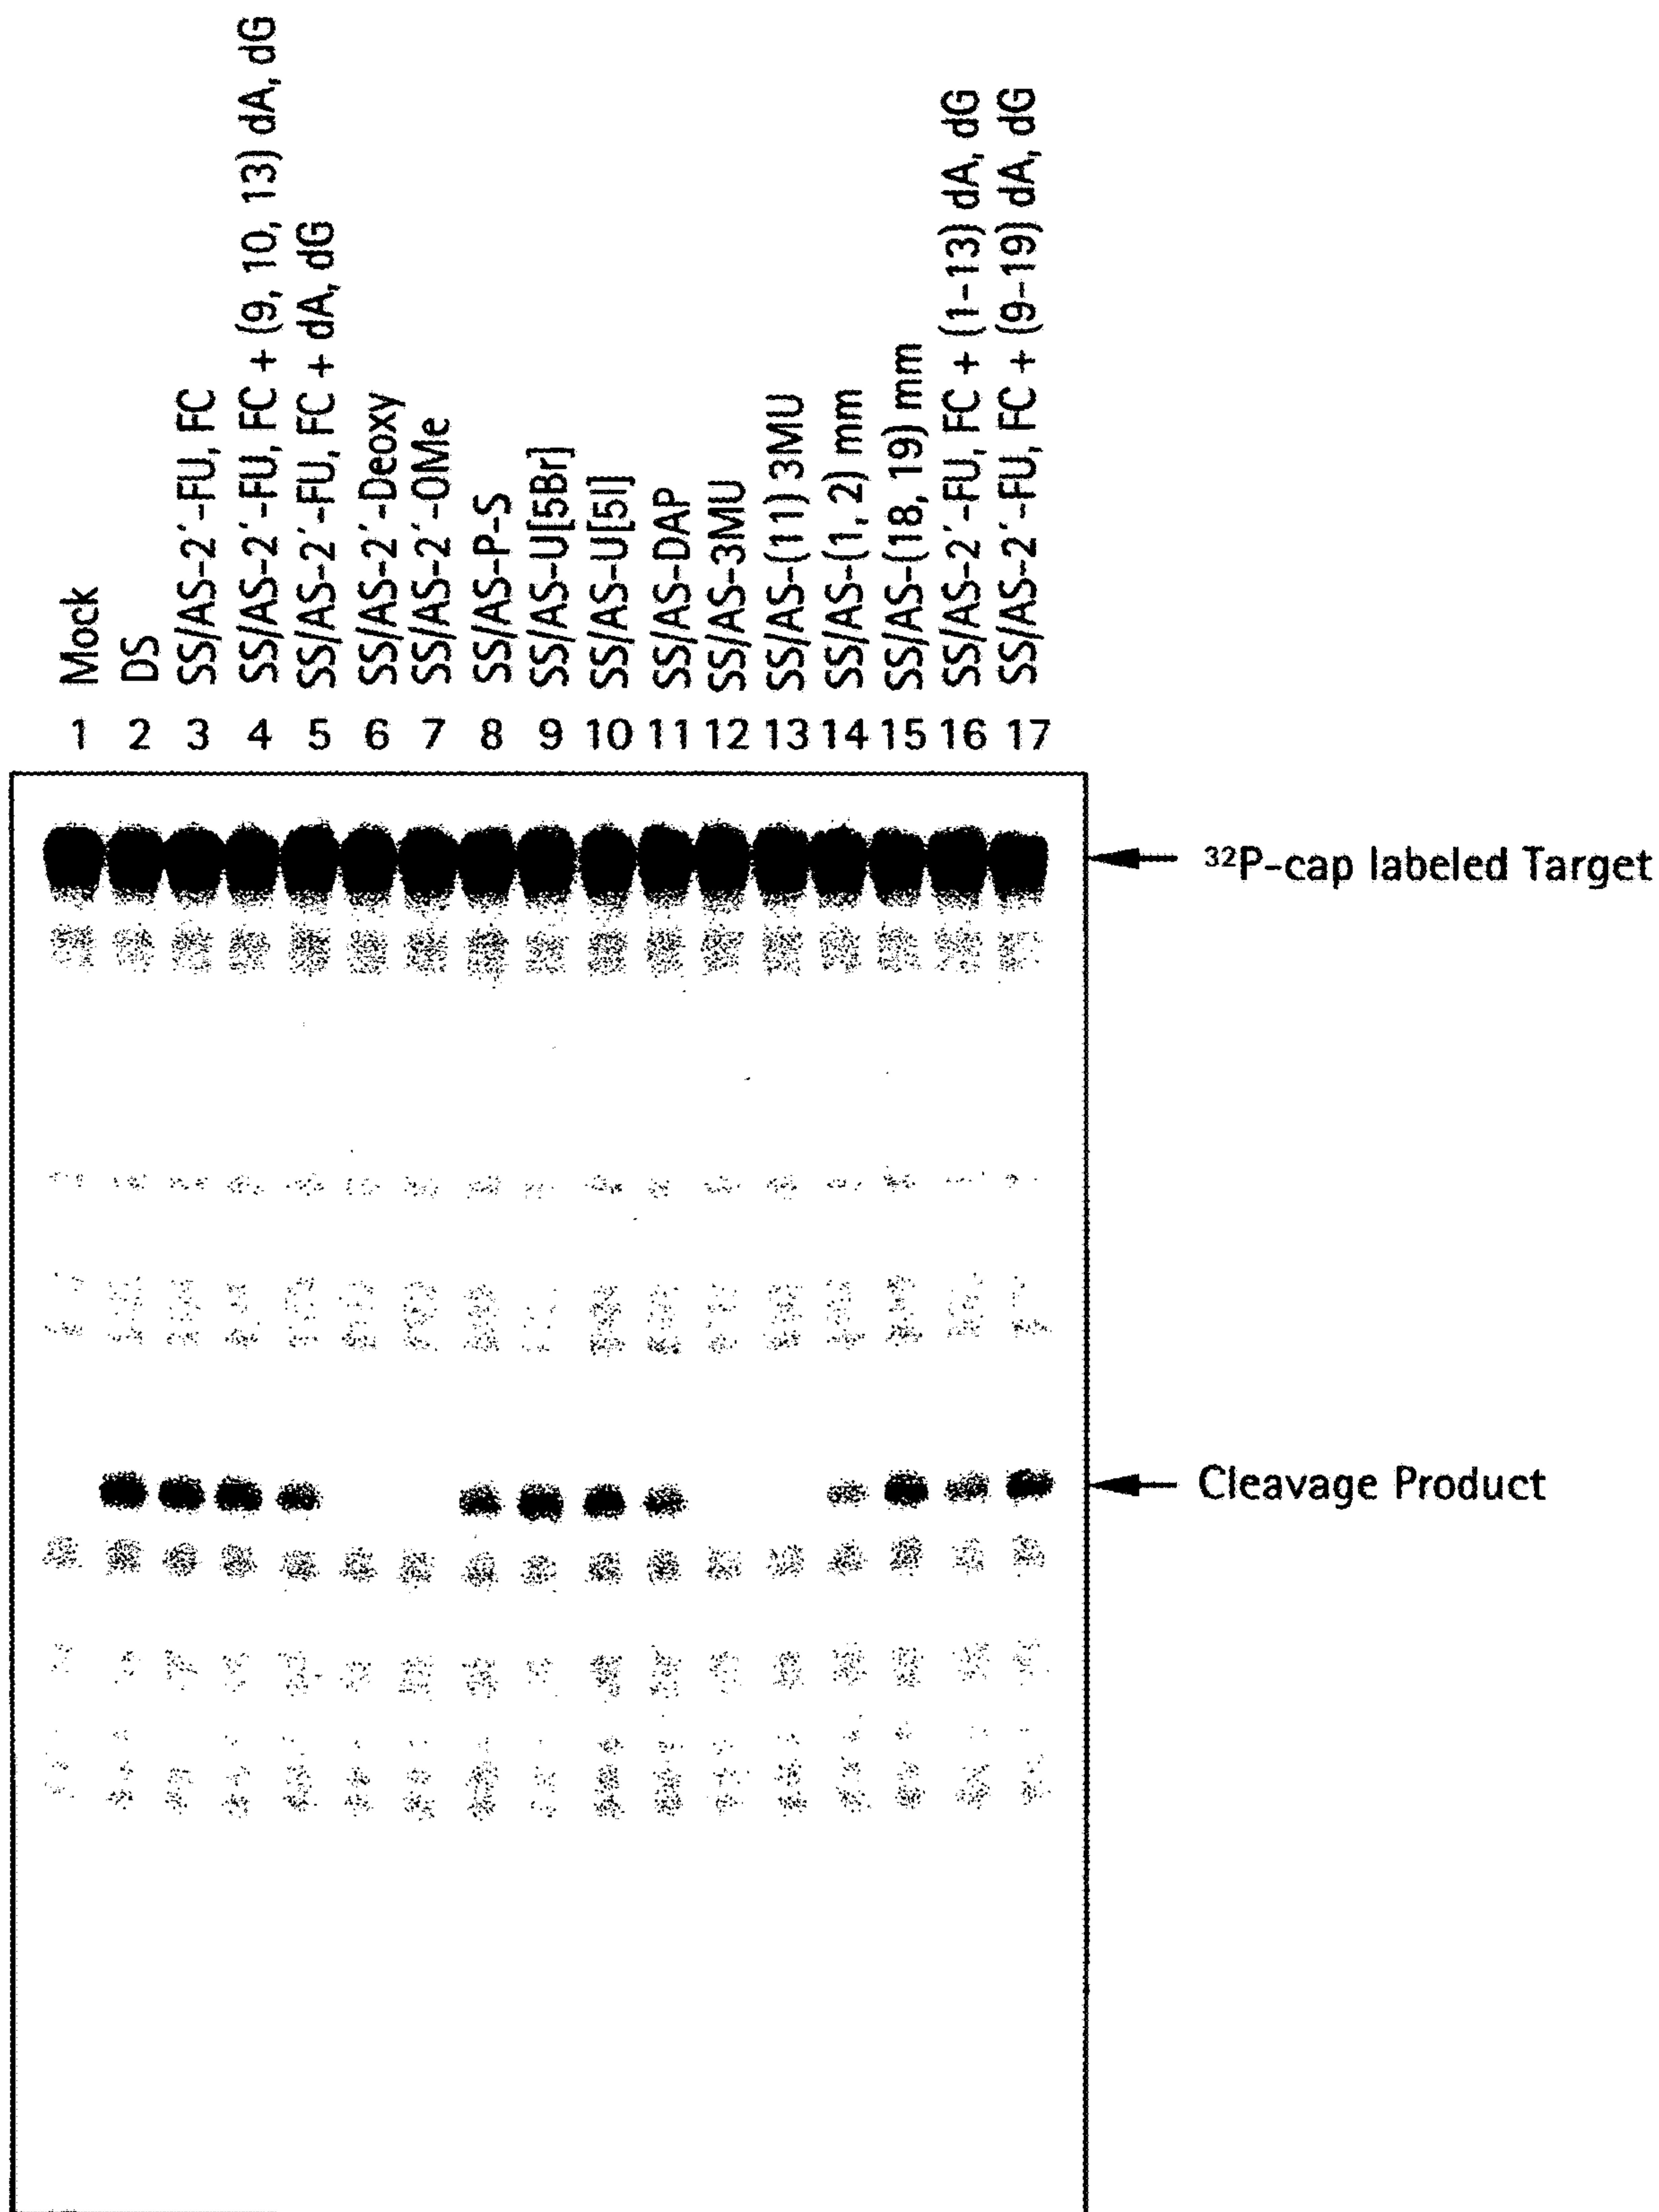 Mock
DS
SS/AS-2′-FU, FC
SS/AS-2′-FU, FC + (9, 10, 13) dA, dG
SS/AS-2′-FU, FC + dA, dG
SS/AS-2′-Deoxy
SS/AS-2′-OMe
SS/AS-P-S
SS/AS-U[5Br]
SS/AS-U[5I]
SS/AS-DAP
SS/AS-3MU
SS/AS-(11) 3MU
SS/AS-(1, 2) mm
SS/AS-(18, 19) mm
SS/AS-2′-FU, FC + (1-13) dA, dG
SS/AS-2′-FU, FC + (9-19) dA, dG
1 2 3 4 5 6 7 8 9 10 11 12 13 14 15 16 17
³²P-cap labeled Target
Cleavage Product